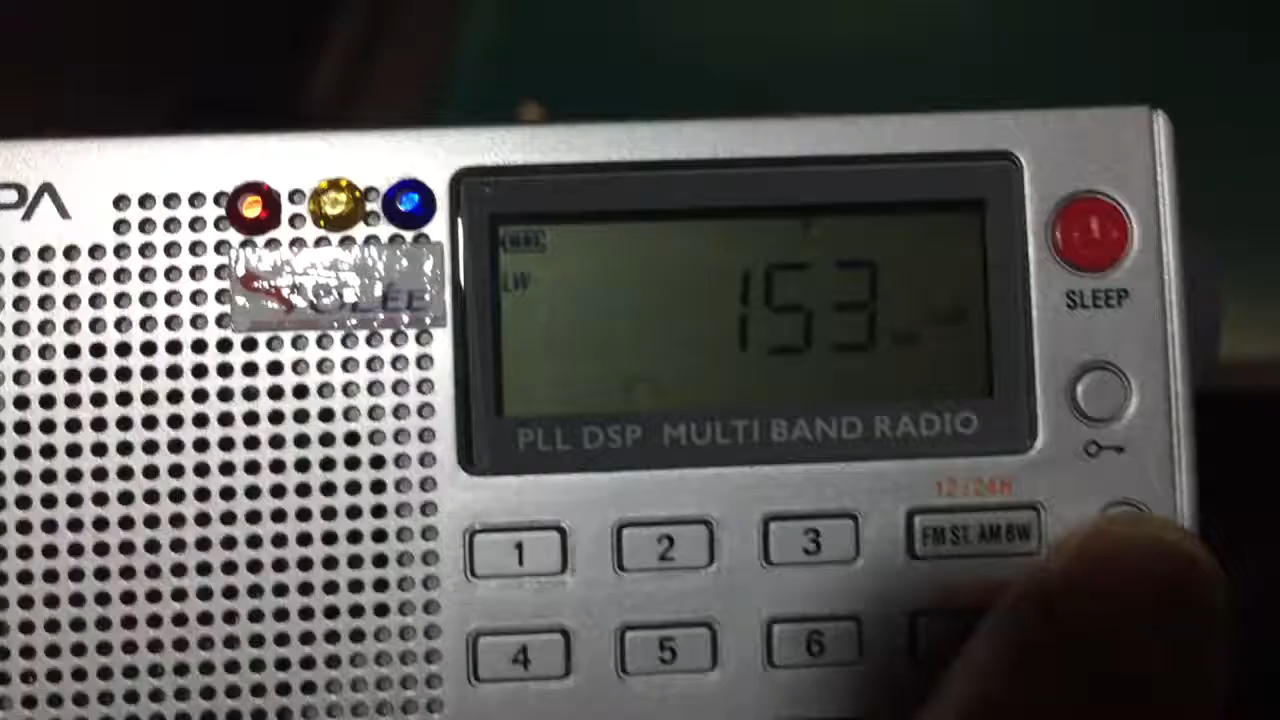 PA
LW
153
SLEEP
PLL DSP MULTI BAND RADIO
12/24H
1
2
3
FM ST. AM BW
4
5
6